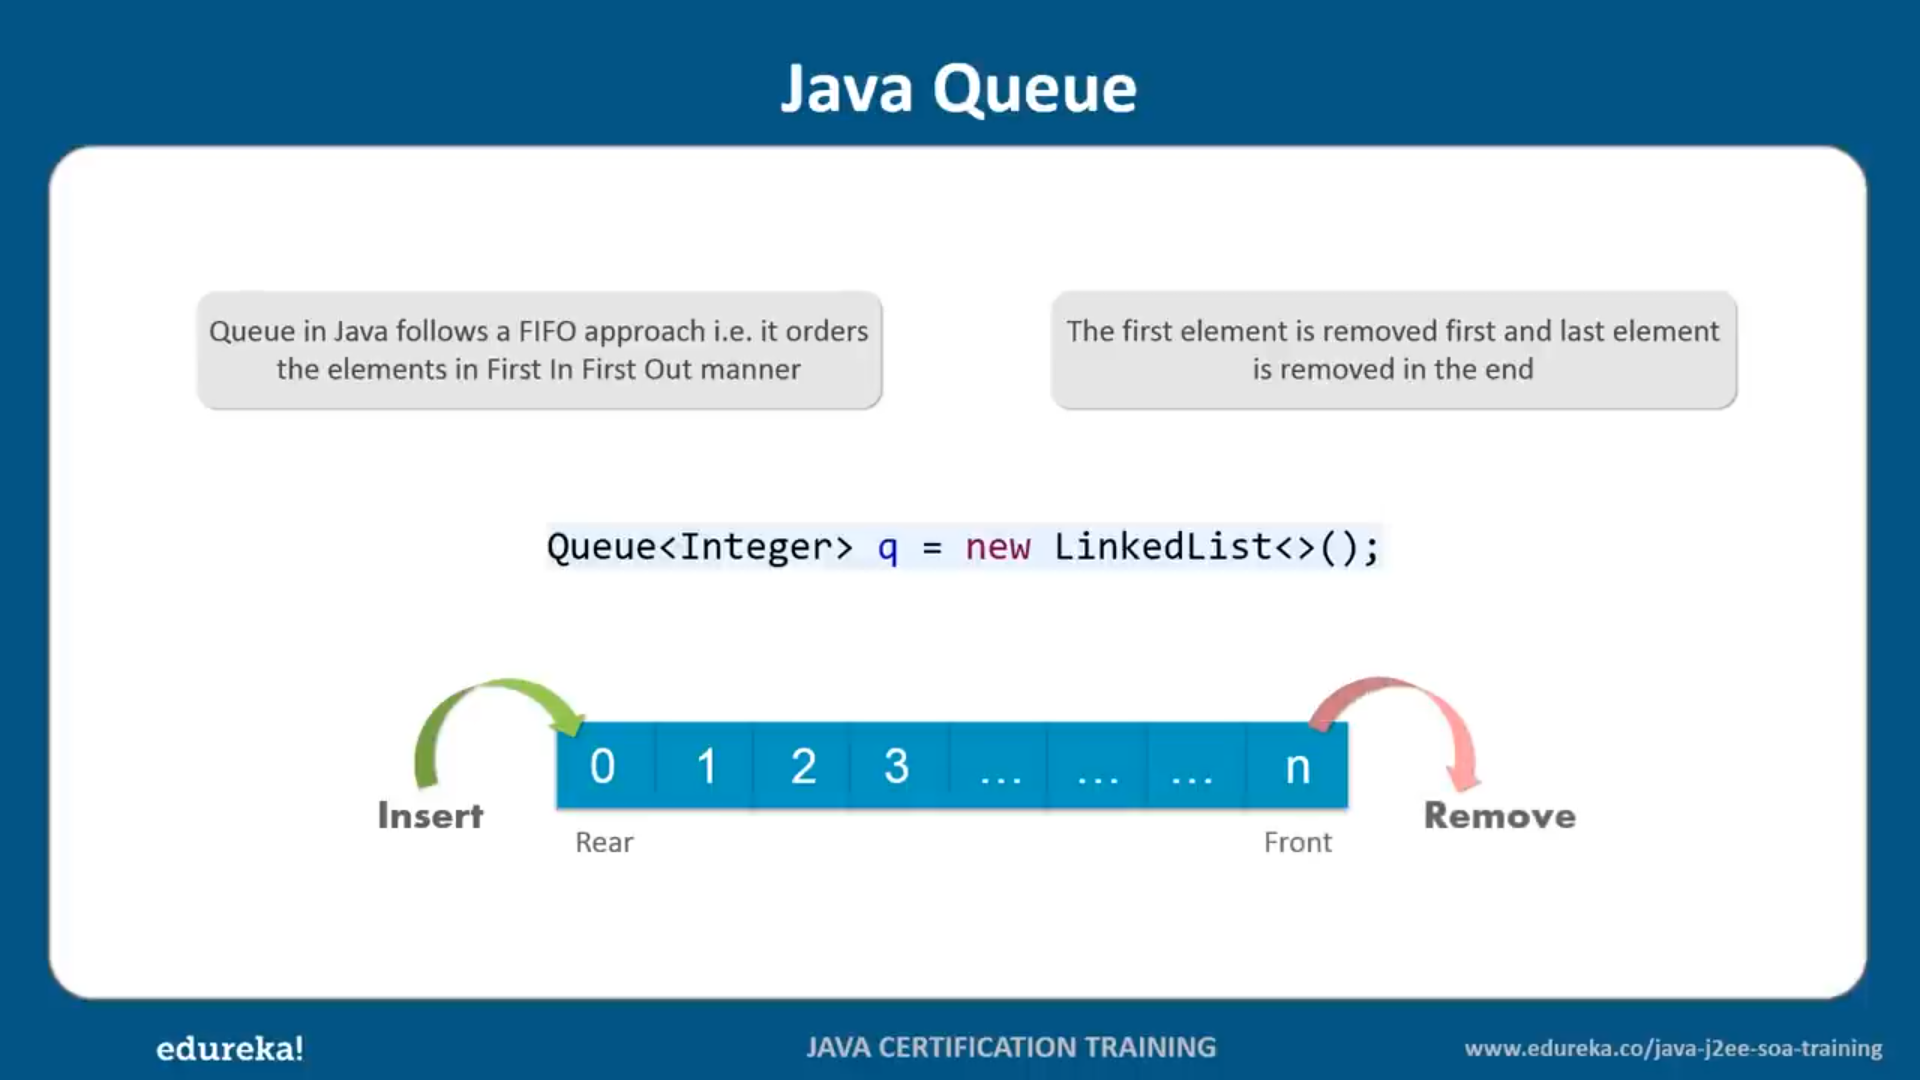 Java Queue
Queue in Java follows a FIFO approach i.e. it orders
the elements in First In First Out manner
The first element is removed first and last element
is removed in the end
Queue<Integer> q = new LinkedList<>();
0 1 2 3 ... ... ... n
Insert
Remove
Rear
Front
edureka!
JAVA CERTIFICATION TRAINING
www.edureka.co/java-j2ee-soa-training